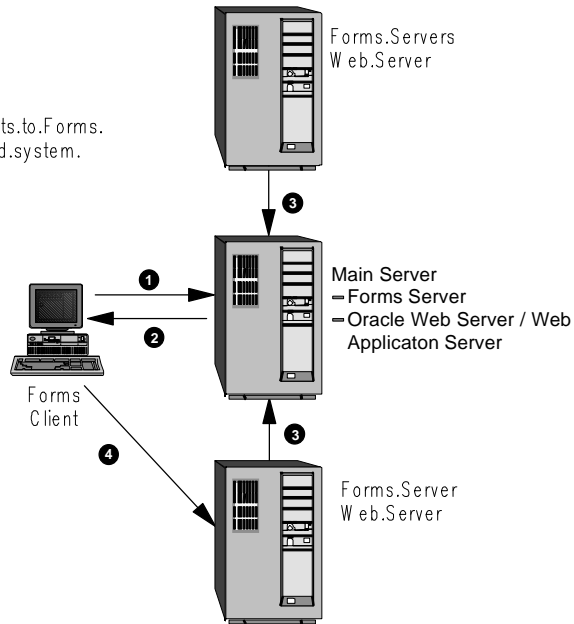 Forms.Servers
Web.Server
ts.to.Forms.
d.system.
3
1
Main Server
– Forms Server
– Oracle Web Server / Web
Applicaton Server
2
Forms
Client
3
4
Forms.Server
Web.Server